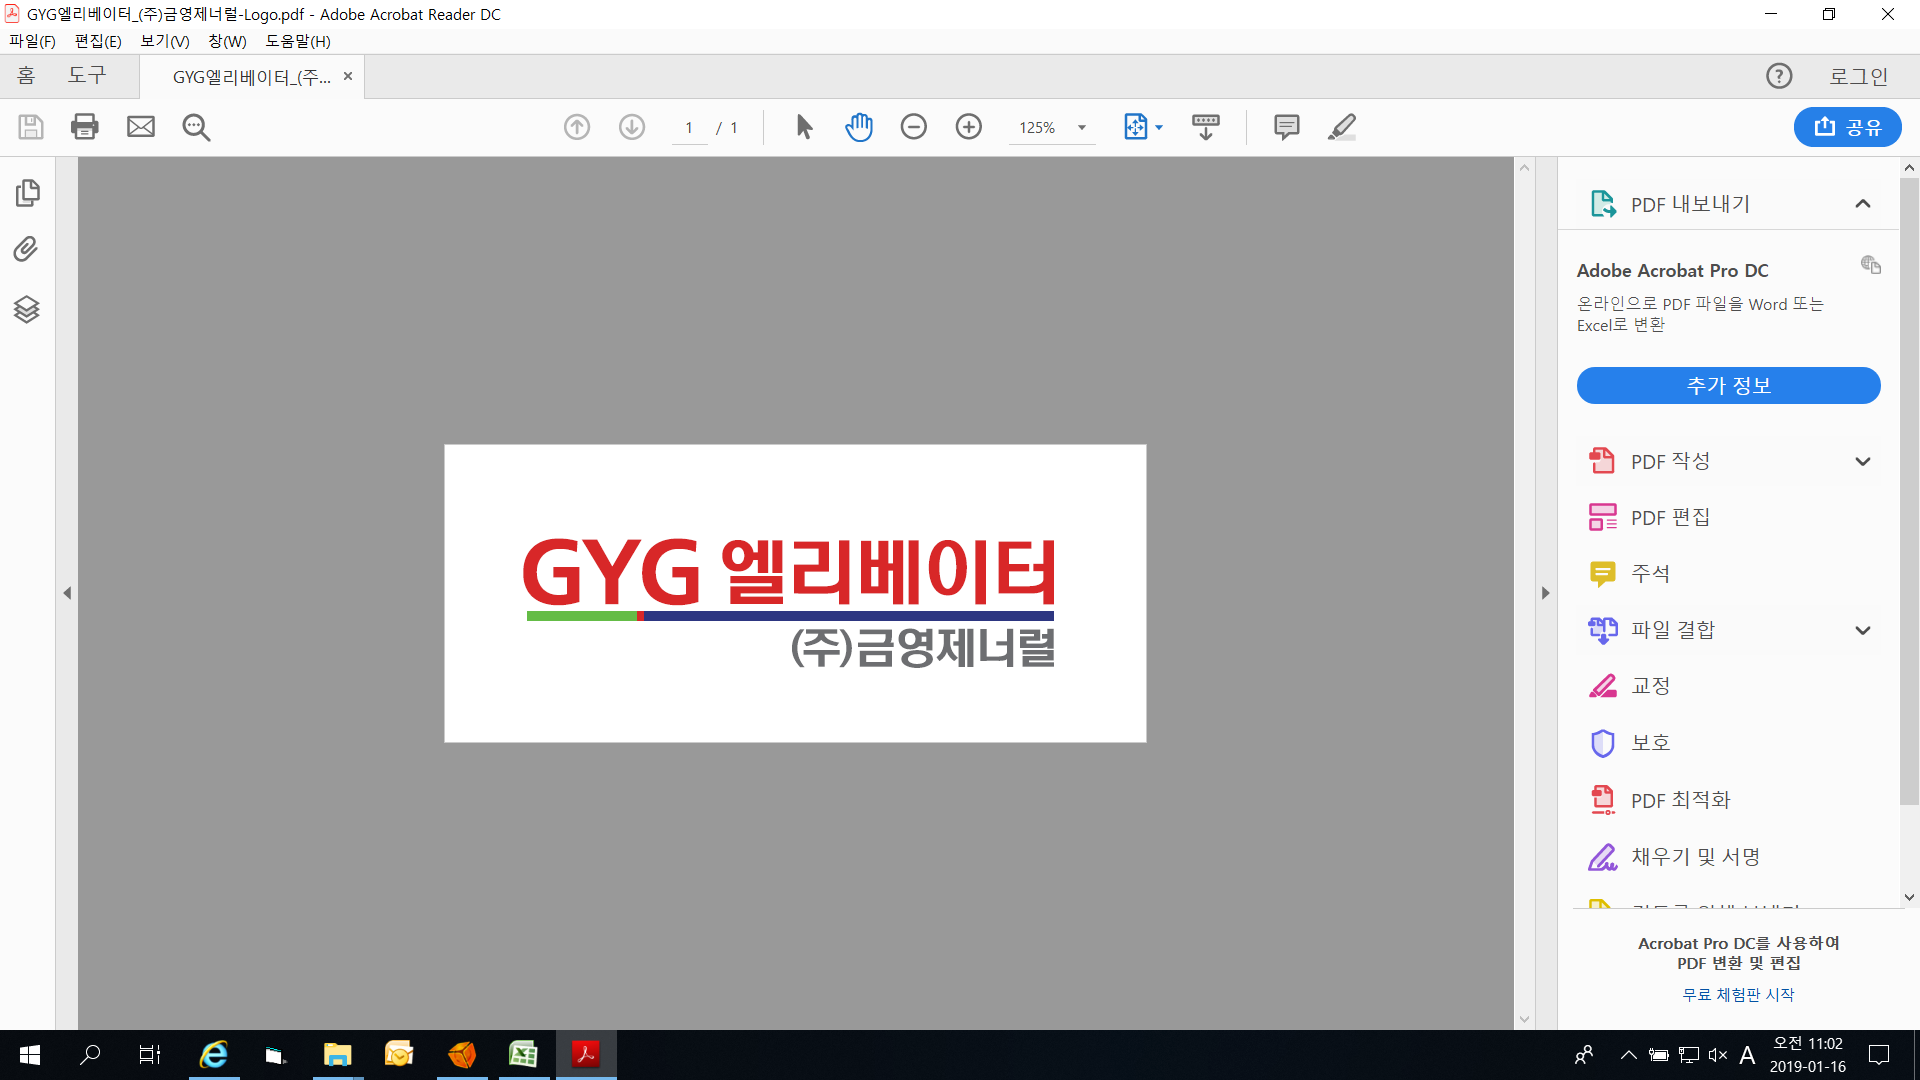 GYG엘리베이터_(주)금영제너럴-Logo.pdf - Adobe Acrobat Reader DC
파일(F) 편집(E) 보기(V) 창(W) 도움말(H)
홈 도구 GYG엘리베이터_(주... × ? 로그인
1 / 1 125% 공유
PDF 내보내기
Adobe Acrobat Pro DC
온라인으로 PDF 파일을 Word 또는
Excel로 변환
추가 정보
PDF 작성
PDF 편집
주석
파일 결합
교정
보호
PDF 최적화
채우기 및 서명
Acrobat Pro DC를 사용하여
PDF 변환 및 편집
무료 체험판 시작
GYG 엘리베이터
(주)금영제너럴
A 오전 11:02
2019-01-16